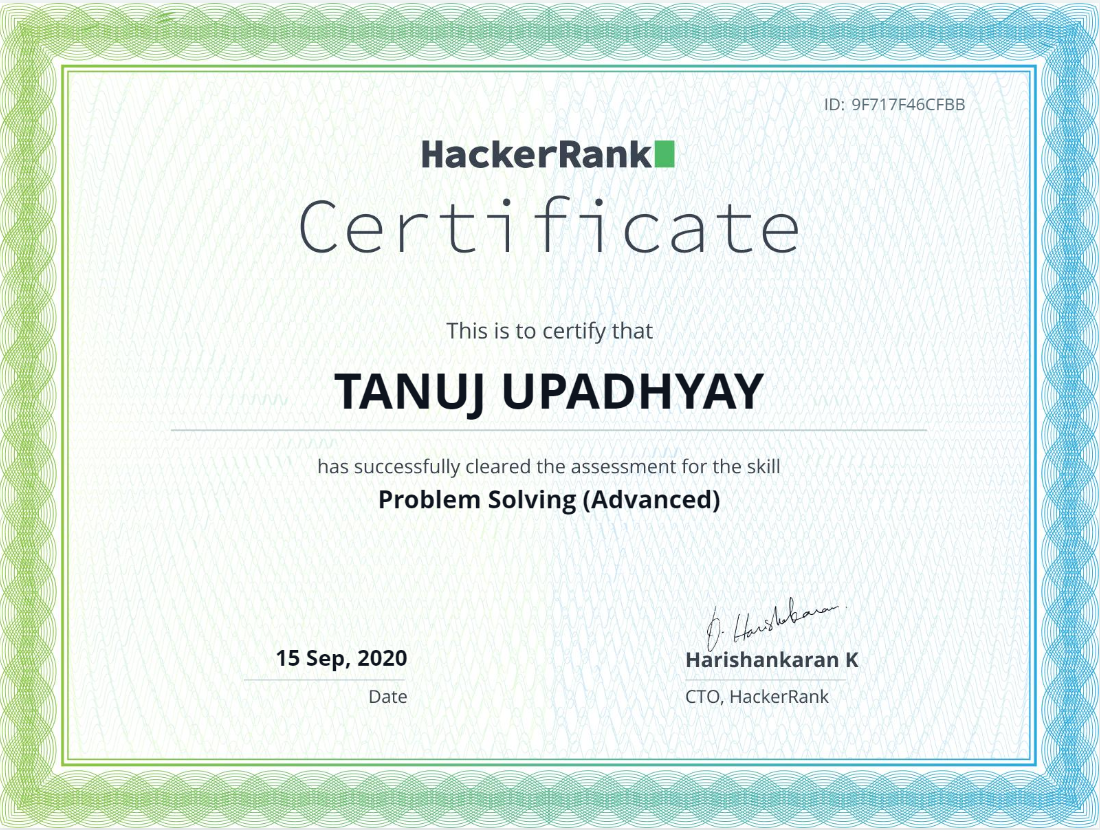 ID: 9F717F46CFBB
HackerRank
Certificate
This is to certify that
TANUJ UPADHYAY
has successfully cleared the assessment for the skill
Problem Solving (Advanced)
D. Harishakaran.
15 Sep, 2020
Harishankaran K
Date
CTO, HackerRank